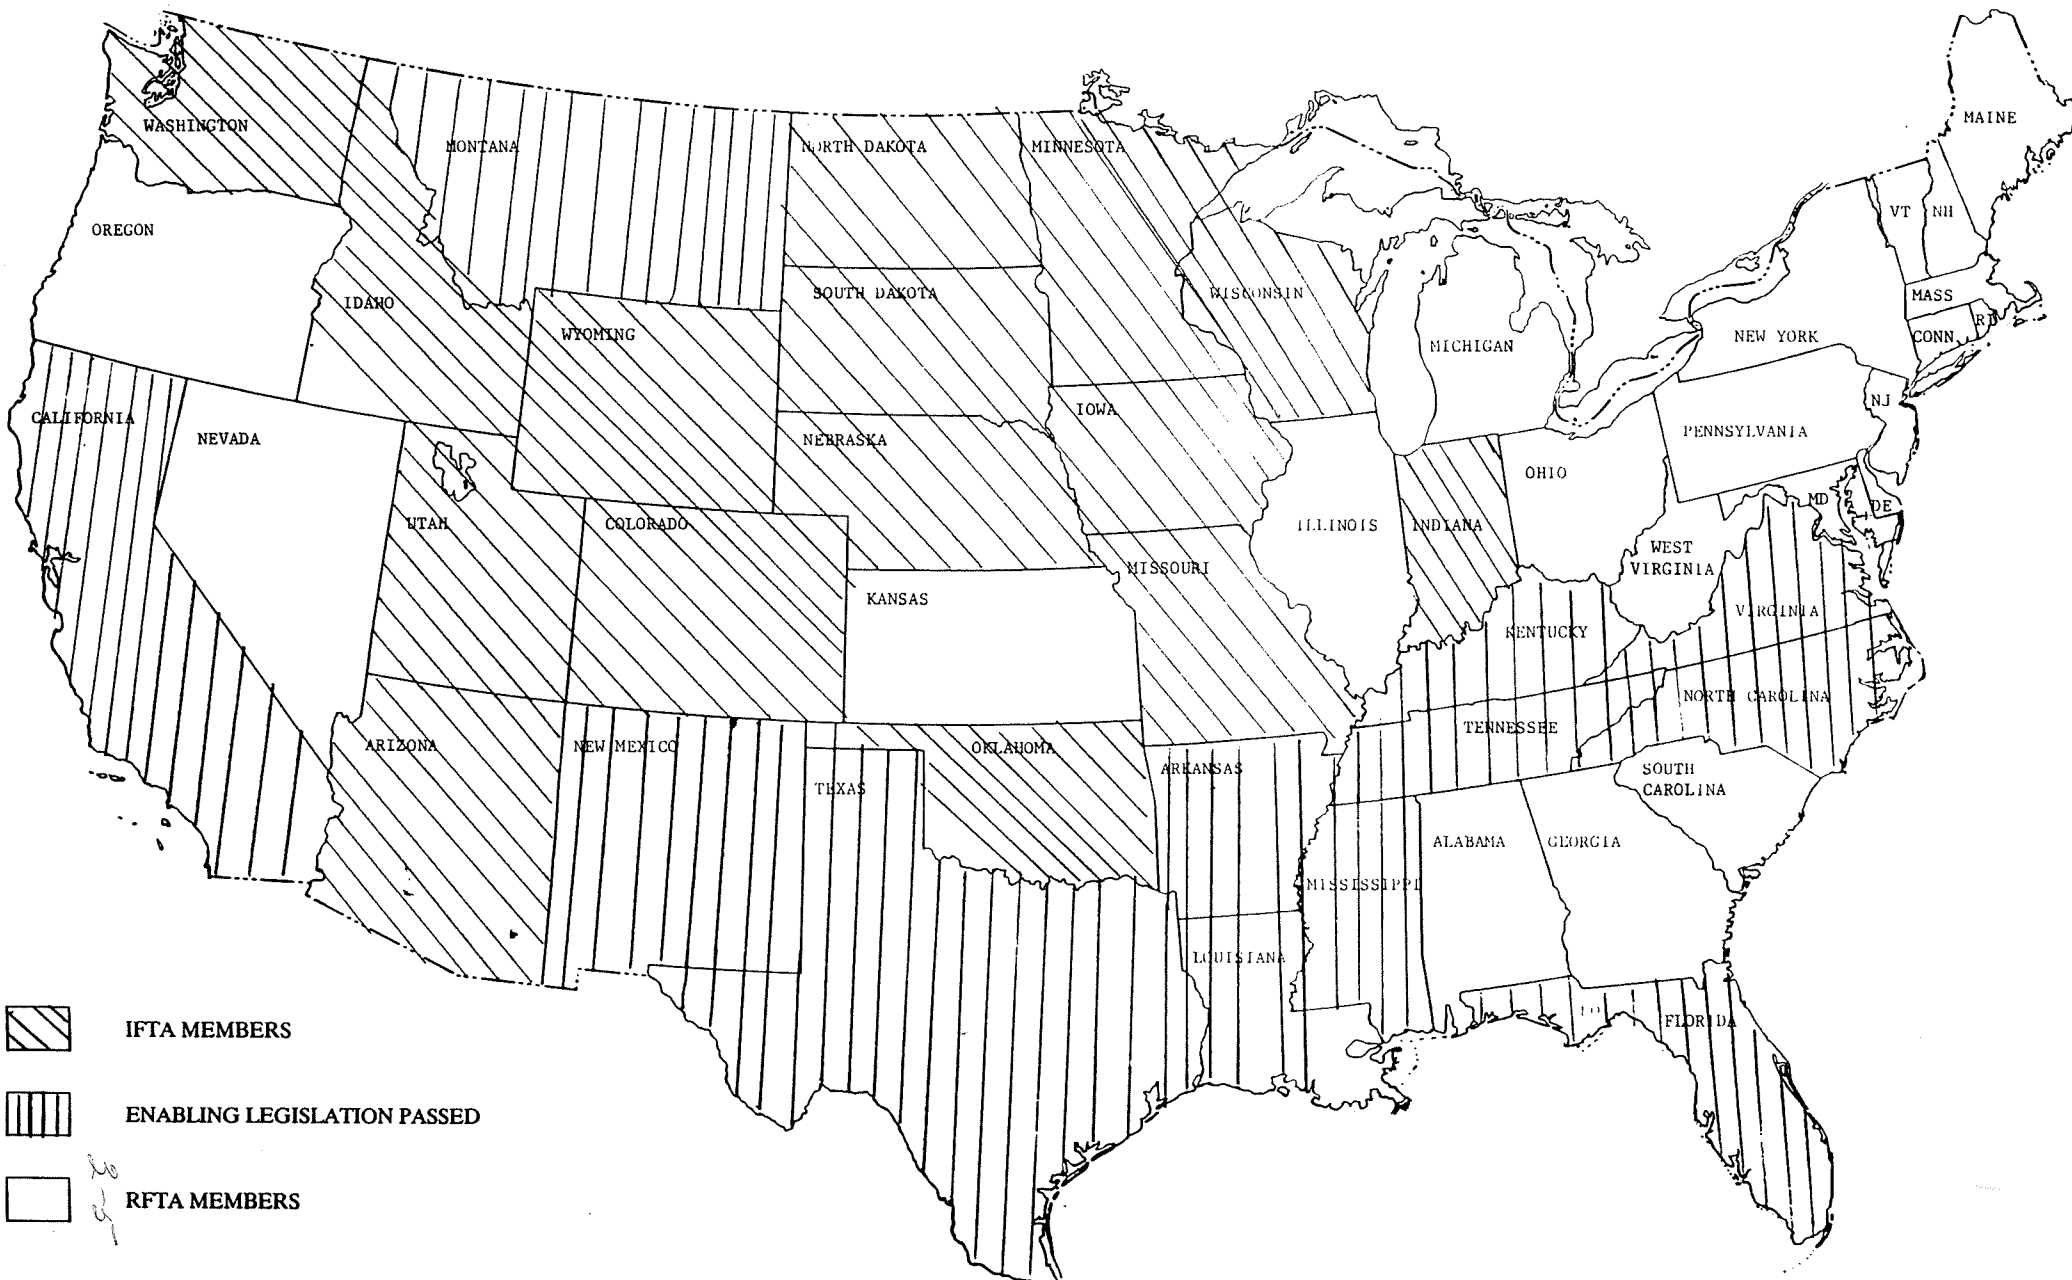 WASHINGTON
MONTANA
NORTH DAKOTA
MINNESOTA
MAINE
OREGON
VT
NH
IDAHO
WYOMING
SOUTH DAKOTA
WISCONSIN
MICHIGAN
NEW YORK
MASS
CONN
RI
CALIFORNIA
NEVADA
UTAH
COLORADO
NEBRASKA
IOWA
ILLINOIS
INDIANA
OHIO
PENNSYLVANIA
NJ
MD
DE
WEST
VIRGINIA
VIRGINIA
KANSAS
MISSOURI
KENTUCKY
NORTH CAROLINA
TENNESSEE
SOUTH
CAROLINA
ARIZONA
NEW MEXICO
TEXAS
OKLAHOMA
ARKANSAS
MISSISSIPPI
ALABAMA
GEORGIA
LOUISIANA
FLORIDA
IFTA MEMBERS
ENABLING LEGISLATION PASSED
RFTA MEMBERS